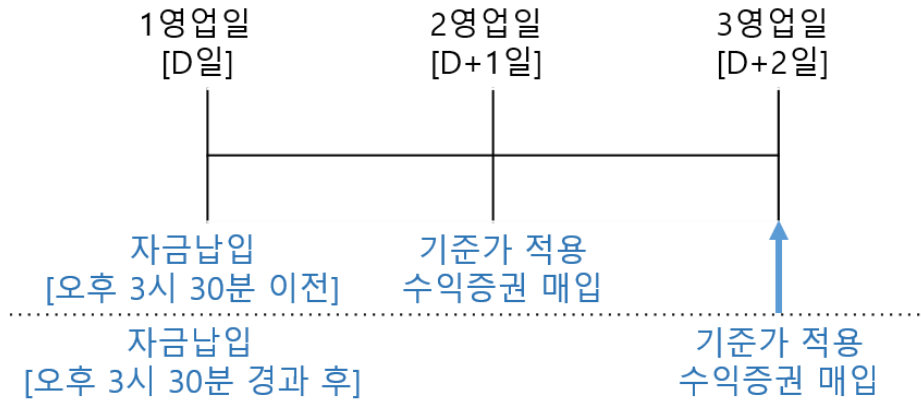 1영업일
[D일]
2영업일
[D+1일]
3영업일
[D+2일]
자금납입
[오후 3시 30분 이전]
기준가 적용
수익증권 매입
자금납입
[오후 3시 30분 경과 후]
기준가 적용
수익증권 매입